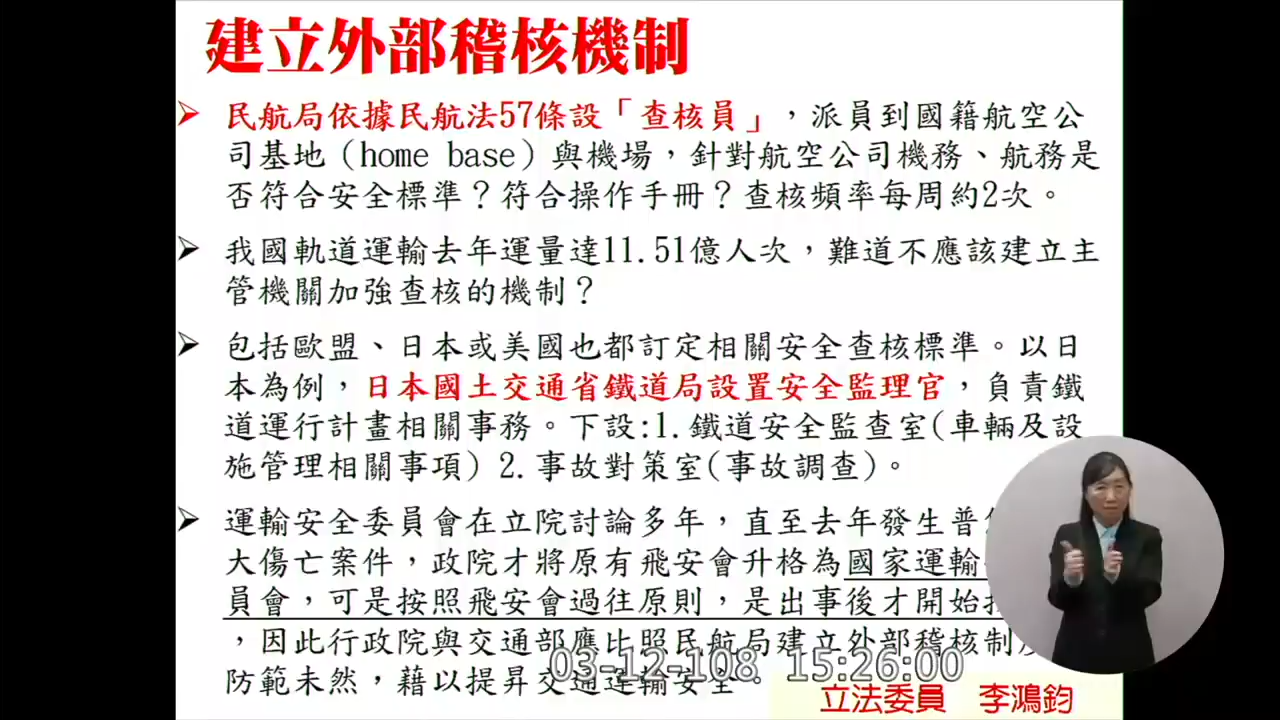 建立外部稽核機制
➢ 民航局依據民航法57條設「查核員」，派員到國籍航空公
司基地（home base）與機場，針對航空公司機務、航務是
否符合安全標準？符合操作手冊？查核頻率每周約2次。
➢ 我國軌道運輸去年運量達11.51億人次，難道不應該建立主
管機關加強查核的機制？
➢ 包括歐盟、日本或美國也都訂定相關安全查核標準。以日
本為例，日本國土交通省鐵道局設置安全監理官，負責鐵
道運行計畫相關事務。下設:1.鐵道安全監查室(車輛及設
施管理相關事項) 2.事故對策室(事故調查)。
➢ 運輸安全委員會在立院討論多年，直至去年發生普
大傷亡案件，政院才將原有飛安會升格為國家運輸
員會，可是按照飛安會過往原則，是出事後才開始
，因此行政院與交通部應比照民航局建立外部稽核制
防範未然，藉以提昇交通運輸安全。
03-12-108 15:26:00
立法委員 李鴻鈞